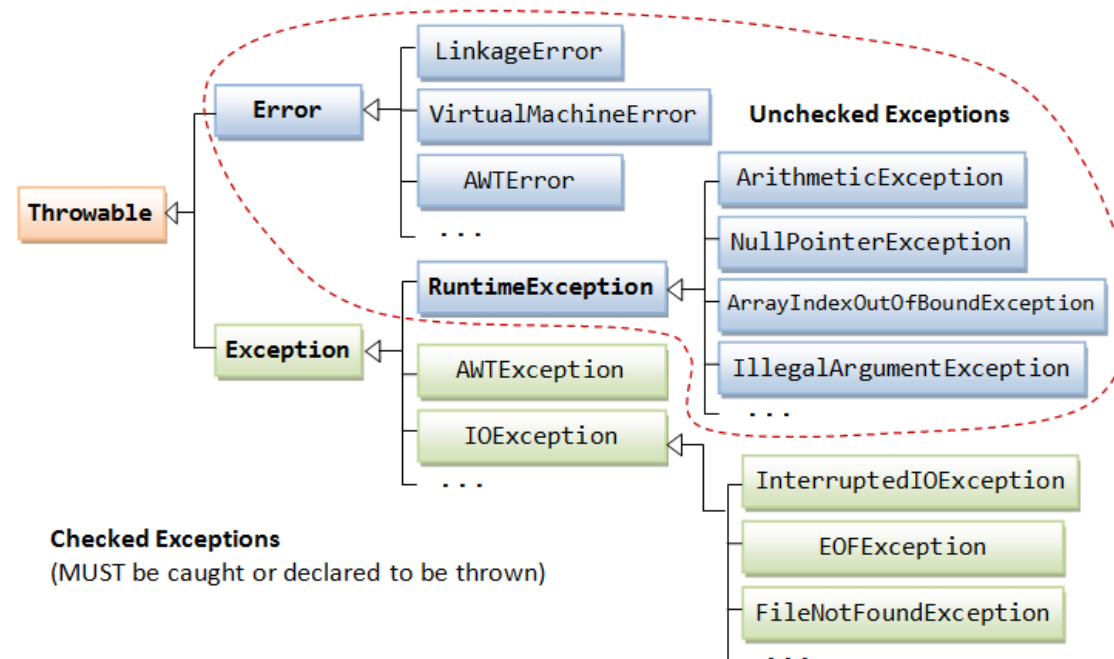 LinkageError
Error
VirtualMachineError
Unchecked Exceptions
AWTError
ArithmeticException
Throwable
...
NullPointerException
RuntimeException
ArrayIndexOutOfBoundException
Exception
AWTException
IllegalArgumentException
...
IOException
...
InterruptedIOException
Checked Exceptions
(MUST be caught or declared to be thrown)
EOFException
FileNotFoundException
...